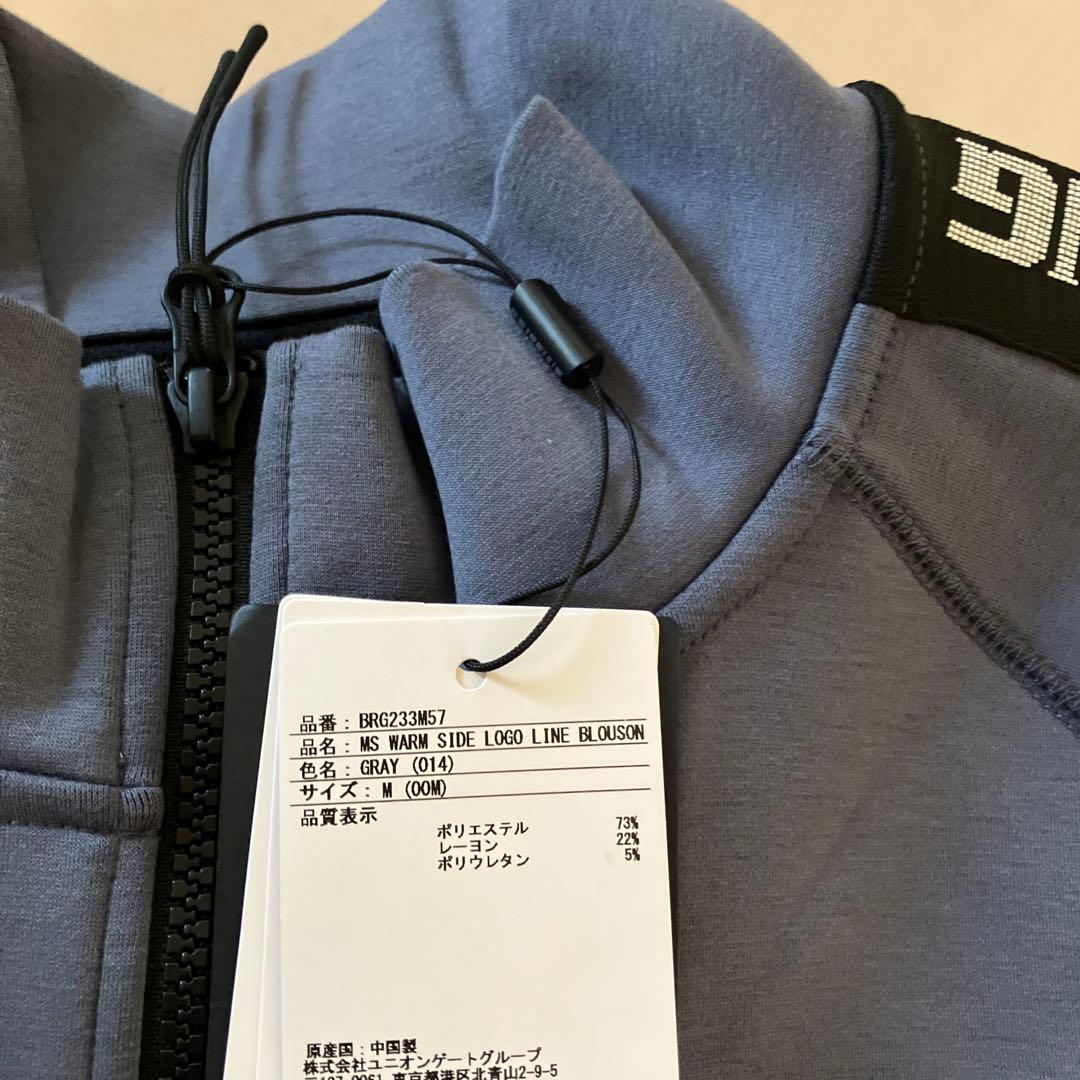 品番：BRG233M57
品名：MS WARM SIDE LOGO LINE BLOUSON
色名：GRAY (014)
サイズ：M (00M)
品質表示
ポリエステル 73%
レーヨン 22%
ポリウレタン 5%
原産国：中国製
株式会社ユニオンゲートグループ
東京都港区北青山2-9-5